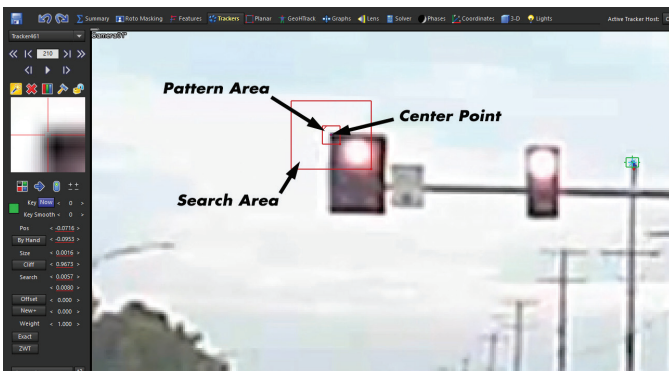 Summary Roto Masking Features Trackers Planar GeoHTrack Graphs Lens Solver Phases Coordinates 3-D Lights Active Tracker Host:
Tracker461
Camera01
210
Pattern Area
Center Point
Search Area
Key Now < 0 >
Key Smooth < 0 >
Pos < -0.0716 >
By Hand < -0.0953 >
Size < 0.0016 >
Cliff < 0.9673 >
Search < 0.0057 >
< 0.0080 >
Offset < 0.000 >
New+ < 0.000 >
Weight < 1.000 >
Exact
ZWT